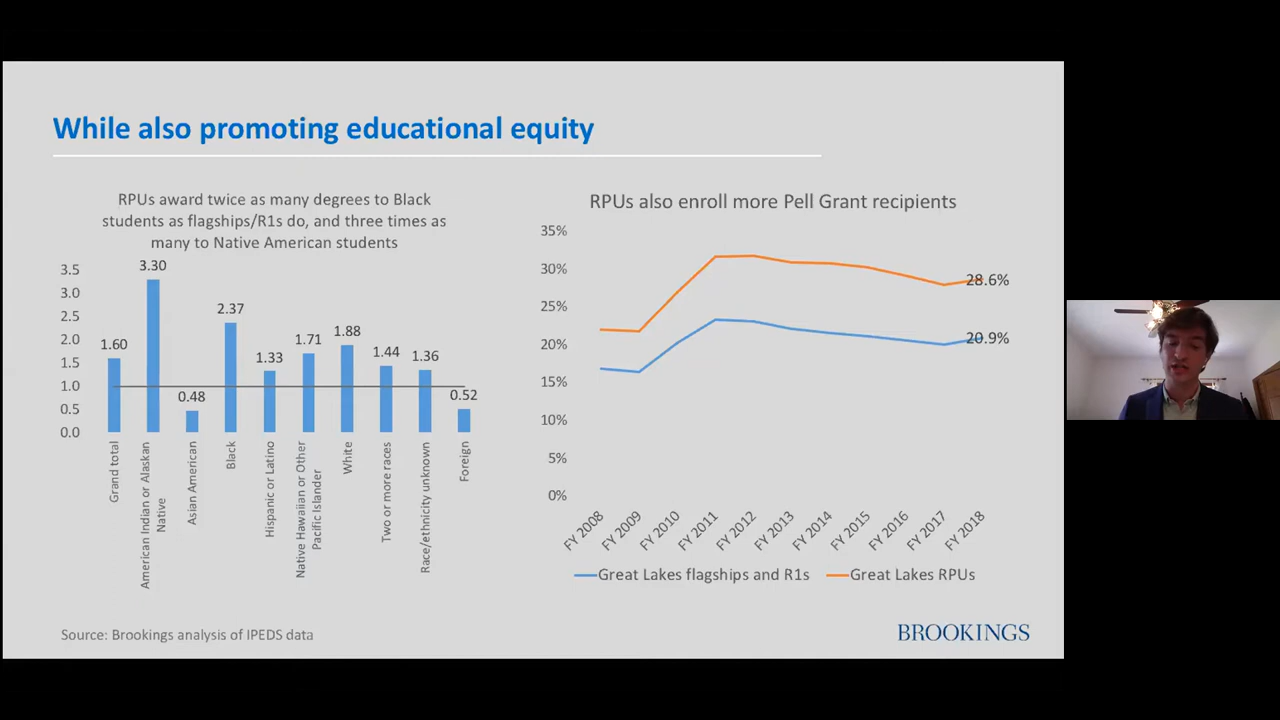 While also promoting educational equity
RPUs award twice as many degrees to Black
students as flagships/R1s do, and three times as
many to Native American students
3.5
3.0
2.5
2.0
1.5
1.0
0.5
0.0
1.60
3.30
0.48
2.37
1.33
1.71
1.88
1.44
1.36
0.52
Grand total
American Indian or Alaskan
Native
Asian American
Black
Hispanic or Latino
Native Hawaiian or Other
Pacific Islander
White
Two or more races
Race/ethnicity unknown
Foreign
RPUs also enroll more Pell Grant recipients
35%
30%
25%
20%
15%
10%
5%
0%
28.6%
20.9%
FY 2008
FY 2009
FY 2010
FY 2011
FY 2012
FY 2013
FY 2014
FY 2015
FY 2016
FY 2017
FY 2018
Great Lakes flagships and R1s
Great Lakes RPUs
Source: Brookings analysis of IPEDS data
BROOKINGS